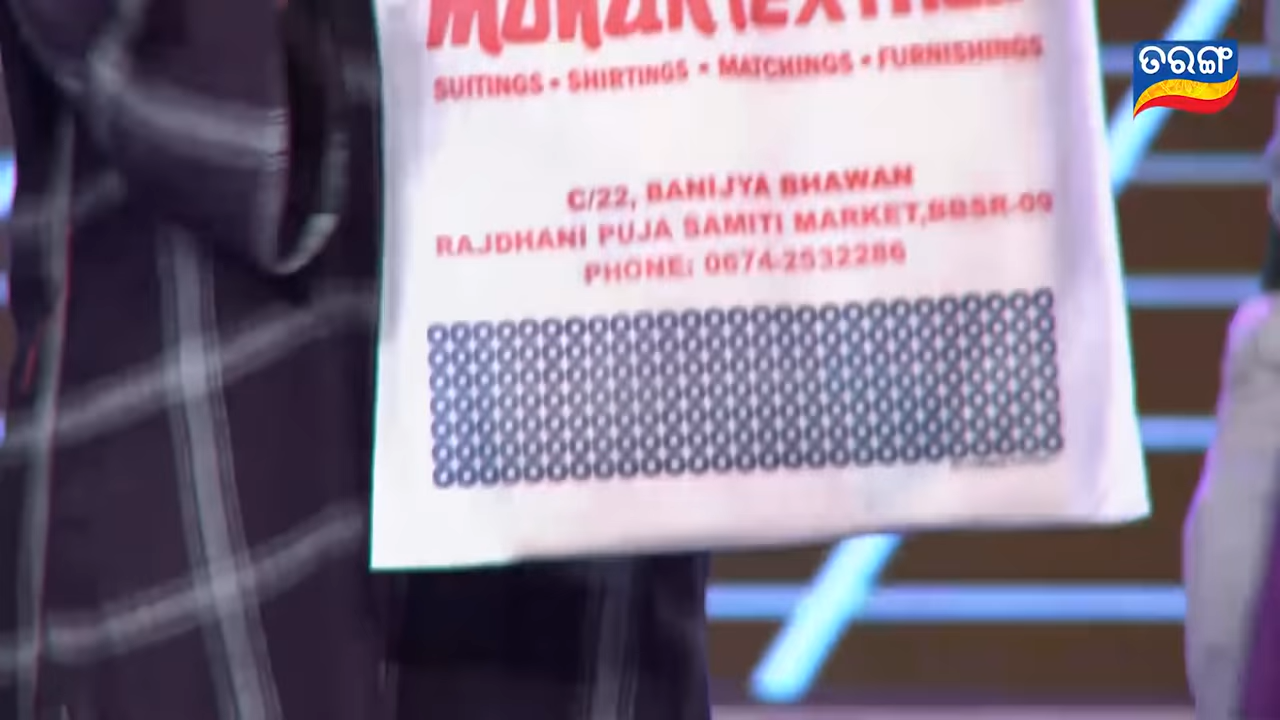 SUITINGS • SHIRTINGS • MATCHINGS • FURNISHINGS
C/22, BANIJYA BHAWAN
RAJDHANI PUJA SAMITI MARKET,BBSR-09
PHONE: 0674-2532286
ତରଙ୍ଗ